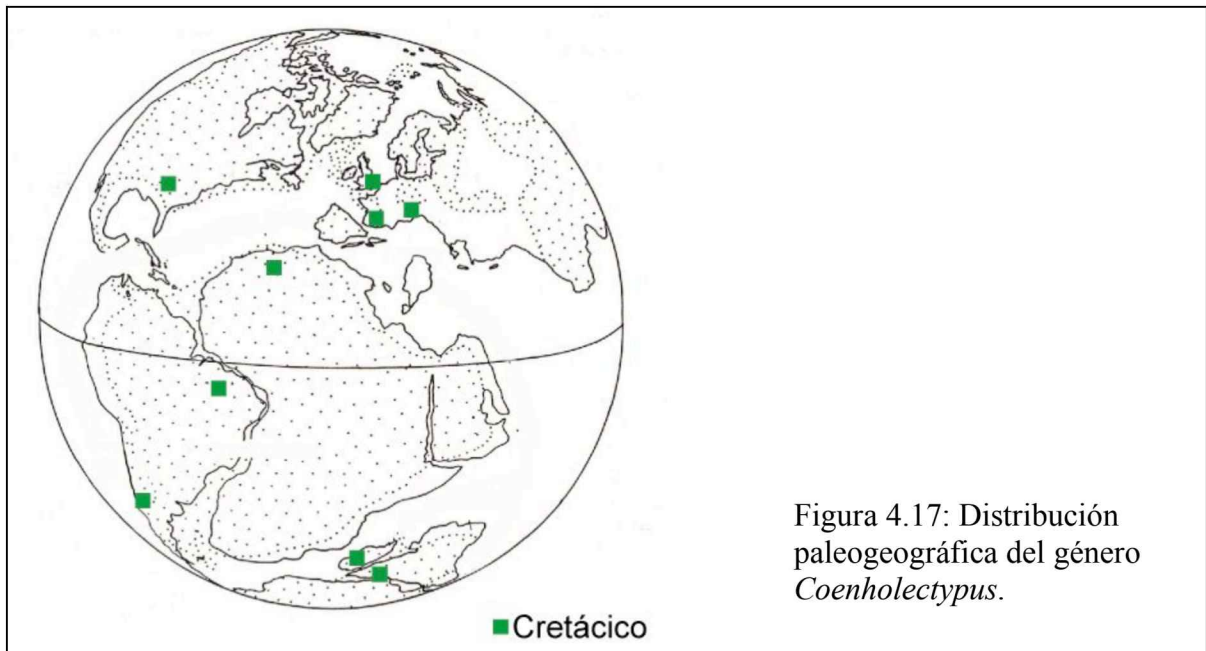 Cretácico
Figura 4.17: Distribución
paleogeográfica del género
Coenholectypus.